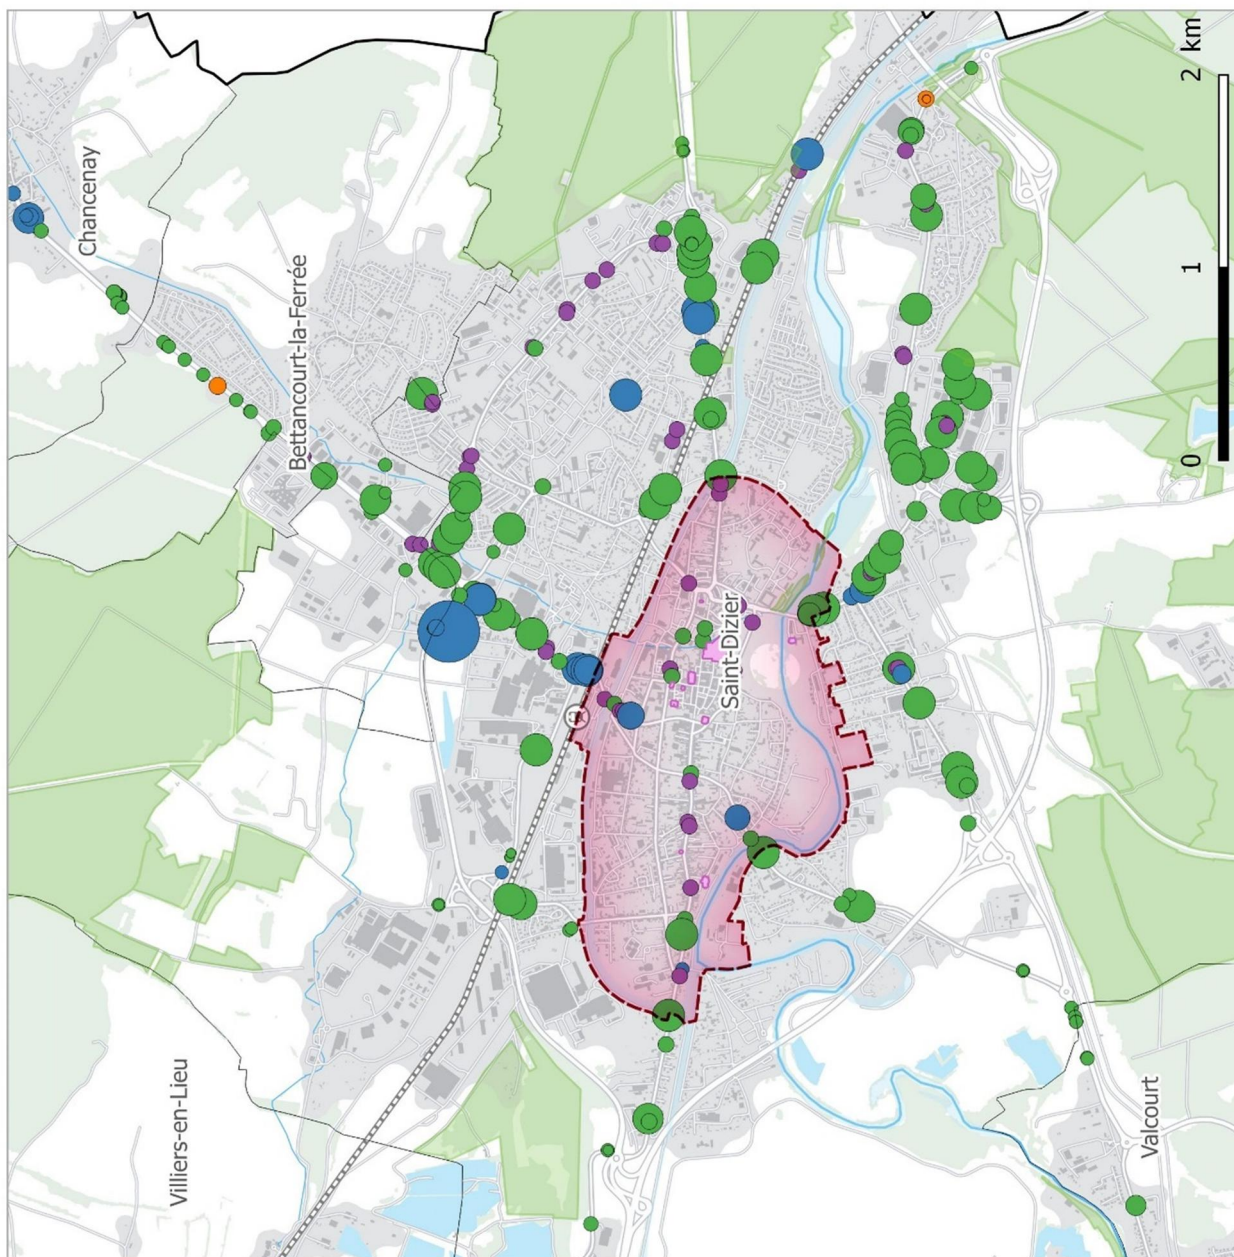 Chancenay
Bettancourt-la-Ferrée
Villiers-en-Lieu
Saint-Dizier
Valcourt
0 1 2 km